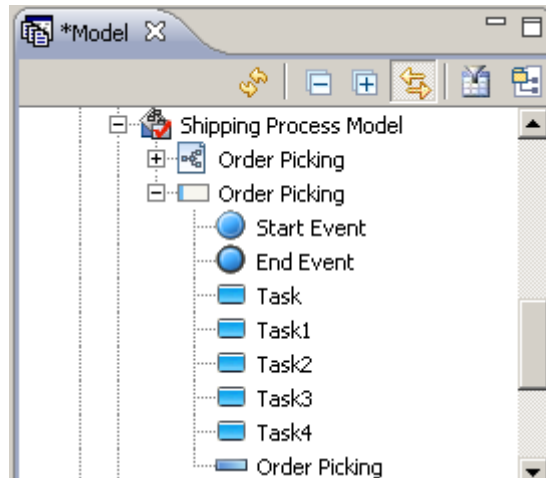 *Model
Shipping Process Model
Order Picking
Order Picking
Start Event
End Event
Task
Task1
Task2
Task3
Task4
Order Picking